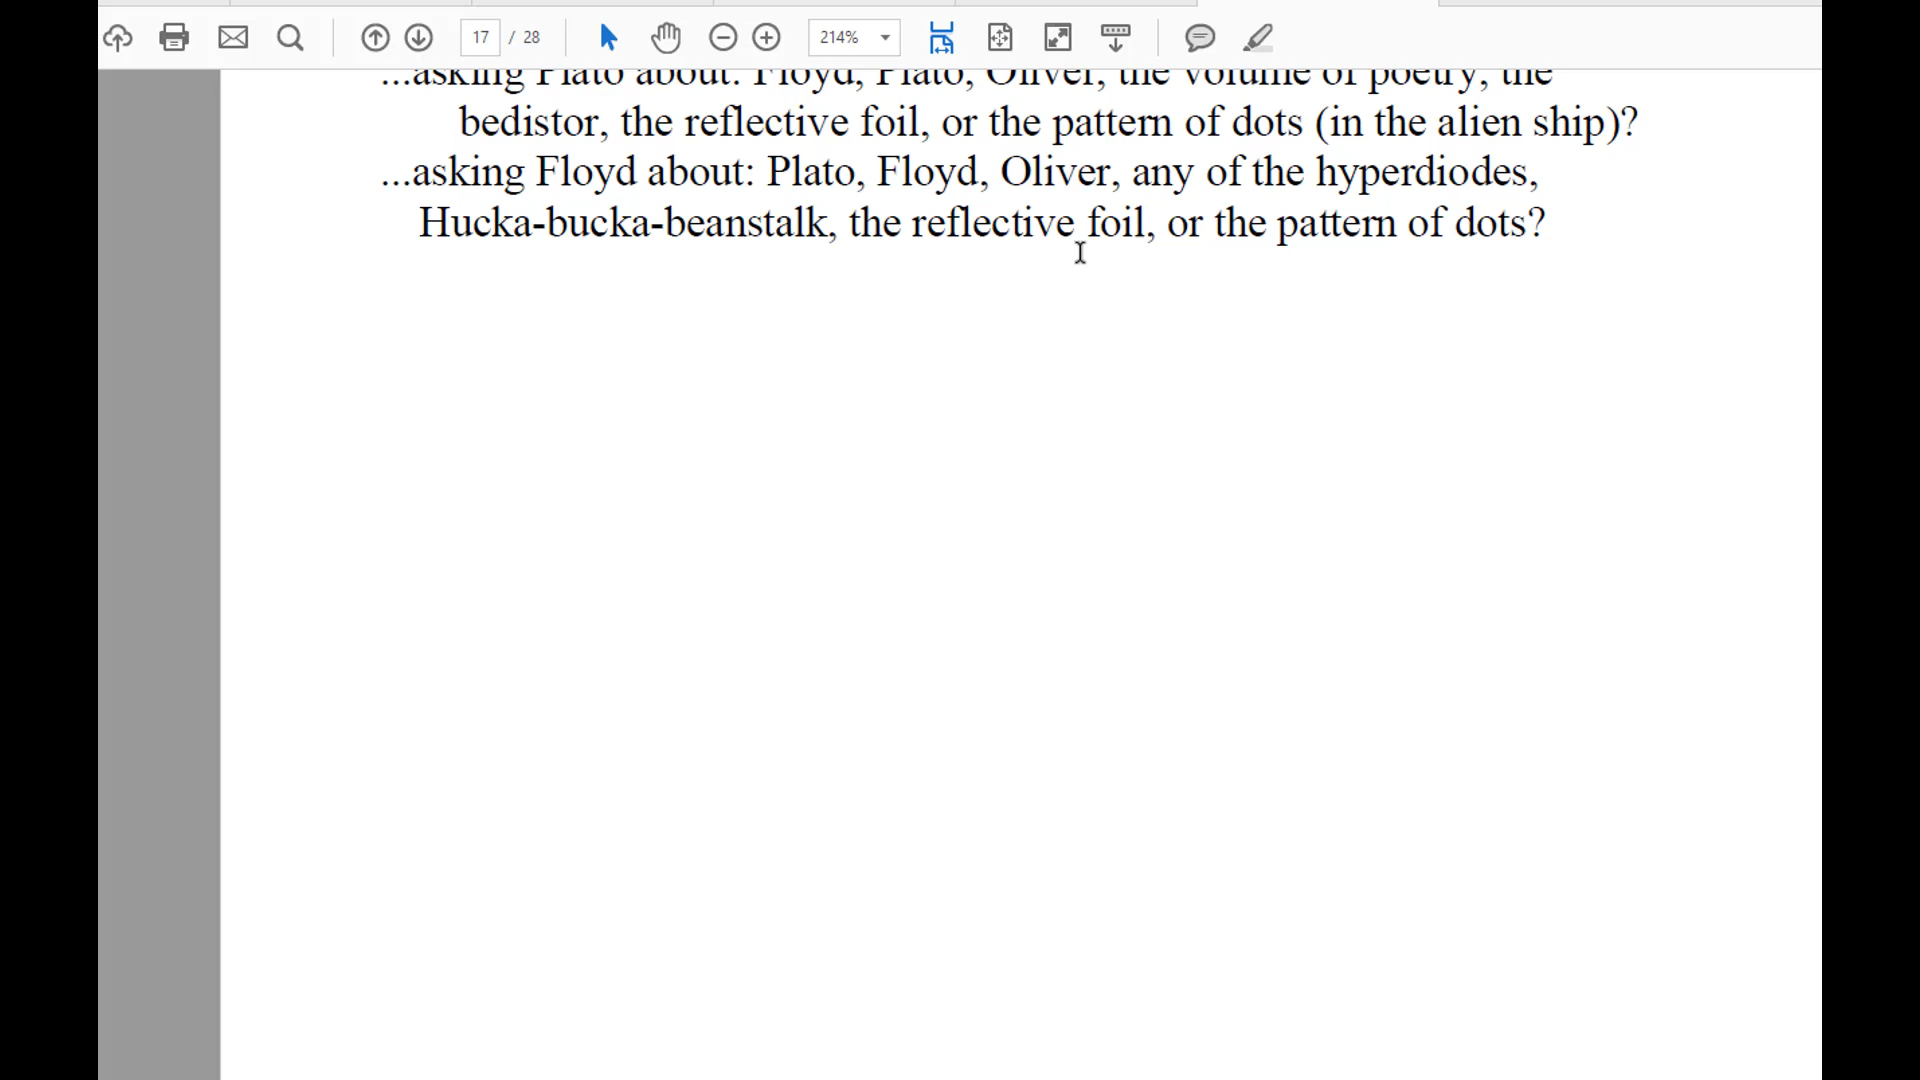 17 / 28
214%
...asking Plato about: Floyd, Plato, Oliver, the volume of poetry, the
bedistor, the reflective foil, or the pattern of dots (in the alien ship)?
...asking Floyd about: Plato, Floyd, Oliver, any of the hyperdiodes,
Hucka-bucka-beanstalk, the reflective foil, or the pattern of dots?